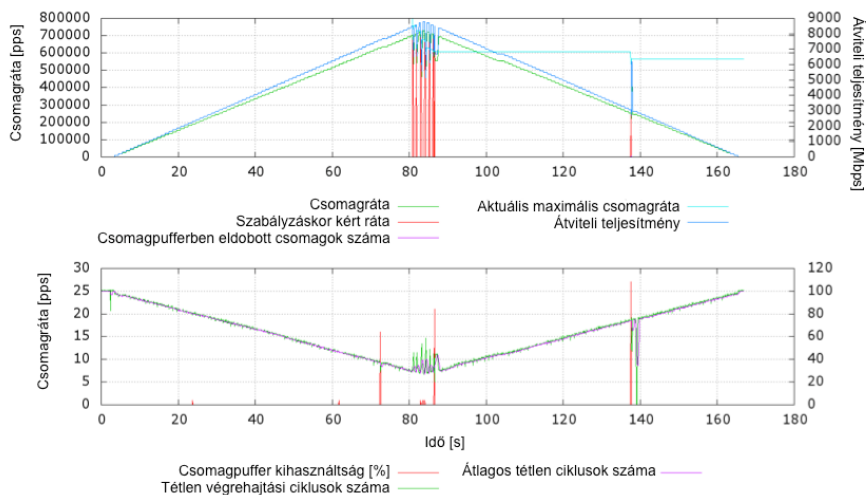 Csomagráta [pps]
800000
700000
600000
500000
400000
300000
200000
100000
0
9000
8000
7000
6000
5000
4000
3000
2000
1000
0
Átviteli teljesítmény [Mbps]
0 20 40 60 80 100 120 140 160 180
Csomagráta
Szabályzáskor kért ráta
Csomagpufferben eldobott csomagok száma
Aktuális maximális csomagráta
Átviteli teljesítmény
Csomagráta [pps]
30
25
20
15
10
5
0
120
100
80
60
40
20
0
0 20 40 60 80 100 120 140 160 180
Idő [s]
Csomagpuffer kihasználtság [%]
Tétlen végrehajtási ciklusok száma
Átlagos tétlen ciklusok száma